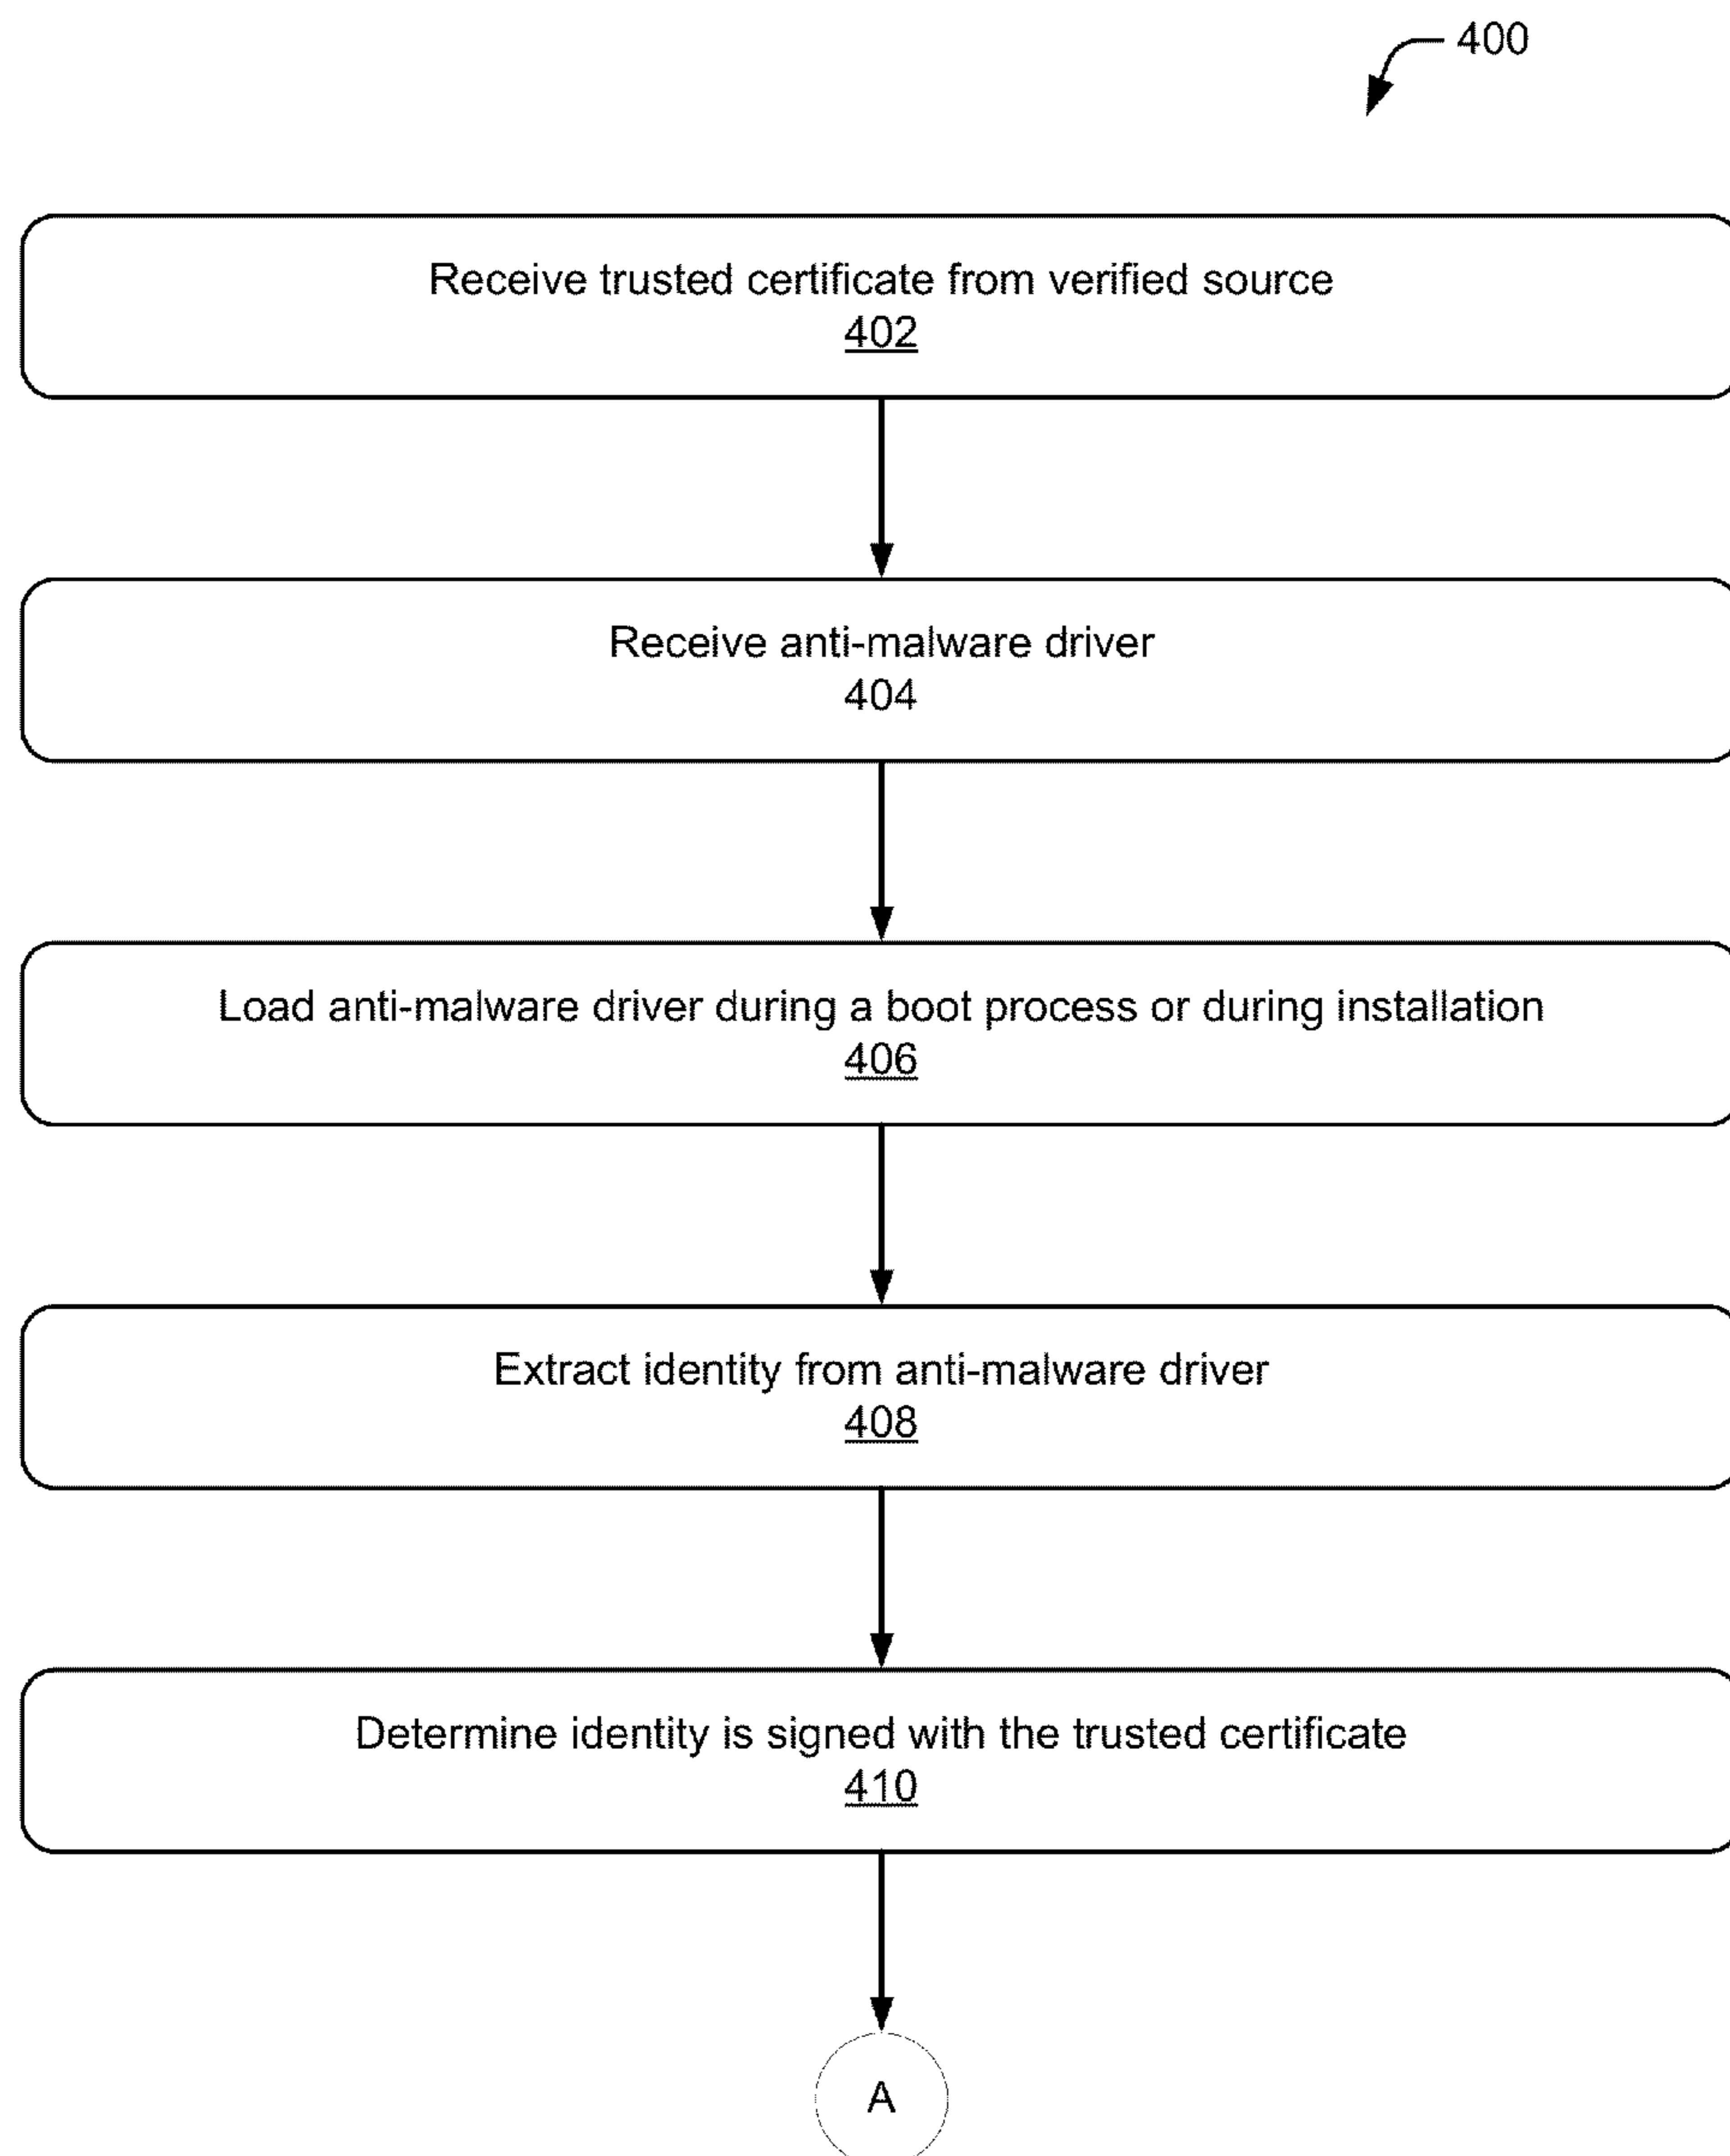 400
Receive trusted certificate from verified source
402
Receive anti-malware driver
404
Load anti-malware driver during a boot process or during installation
406
Extract identity from anti-malware driver
408
Determine identity is signed with the trusted certificate
410
A